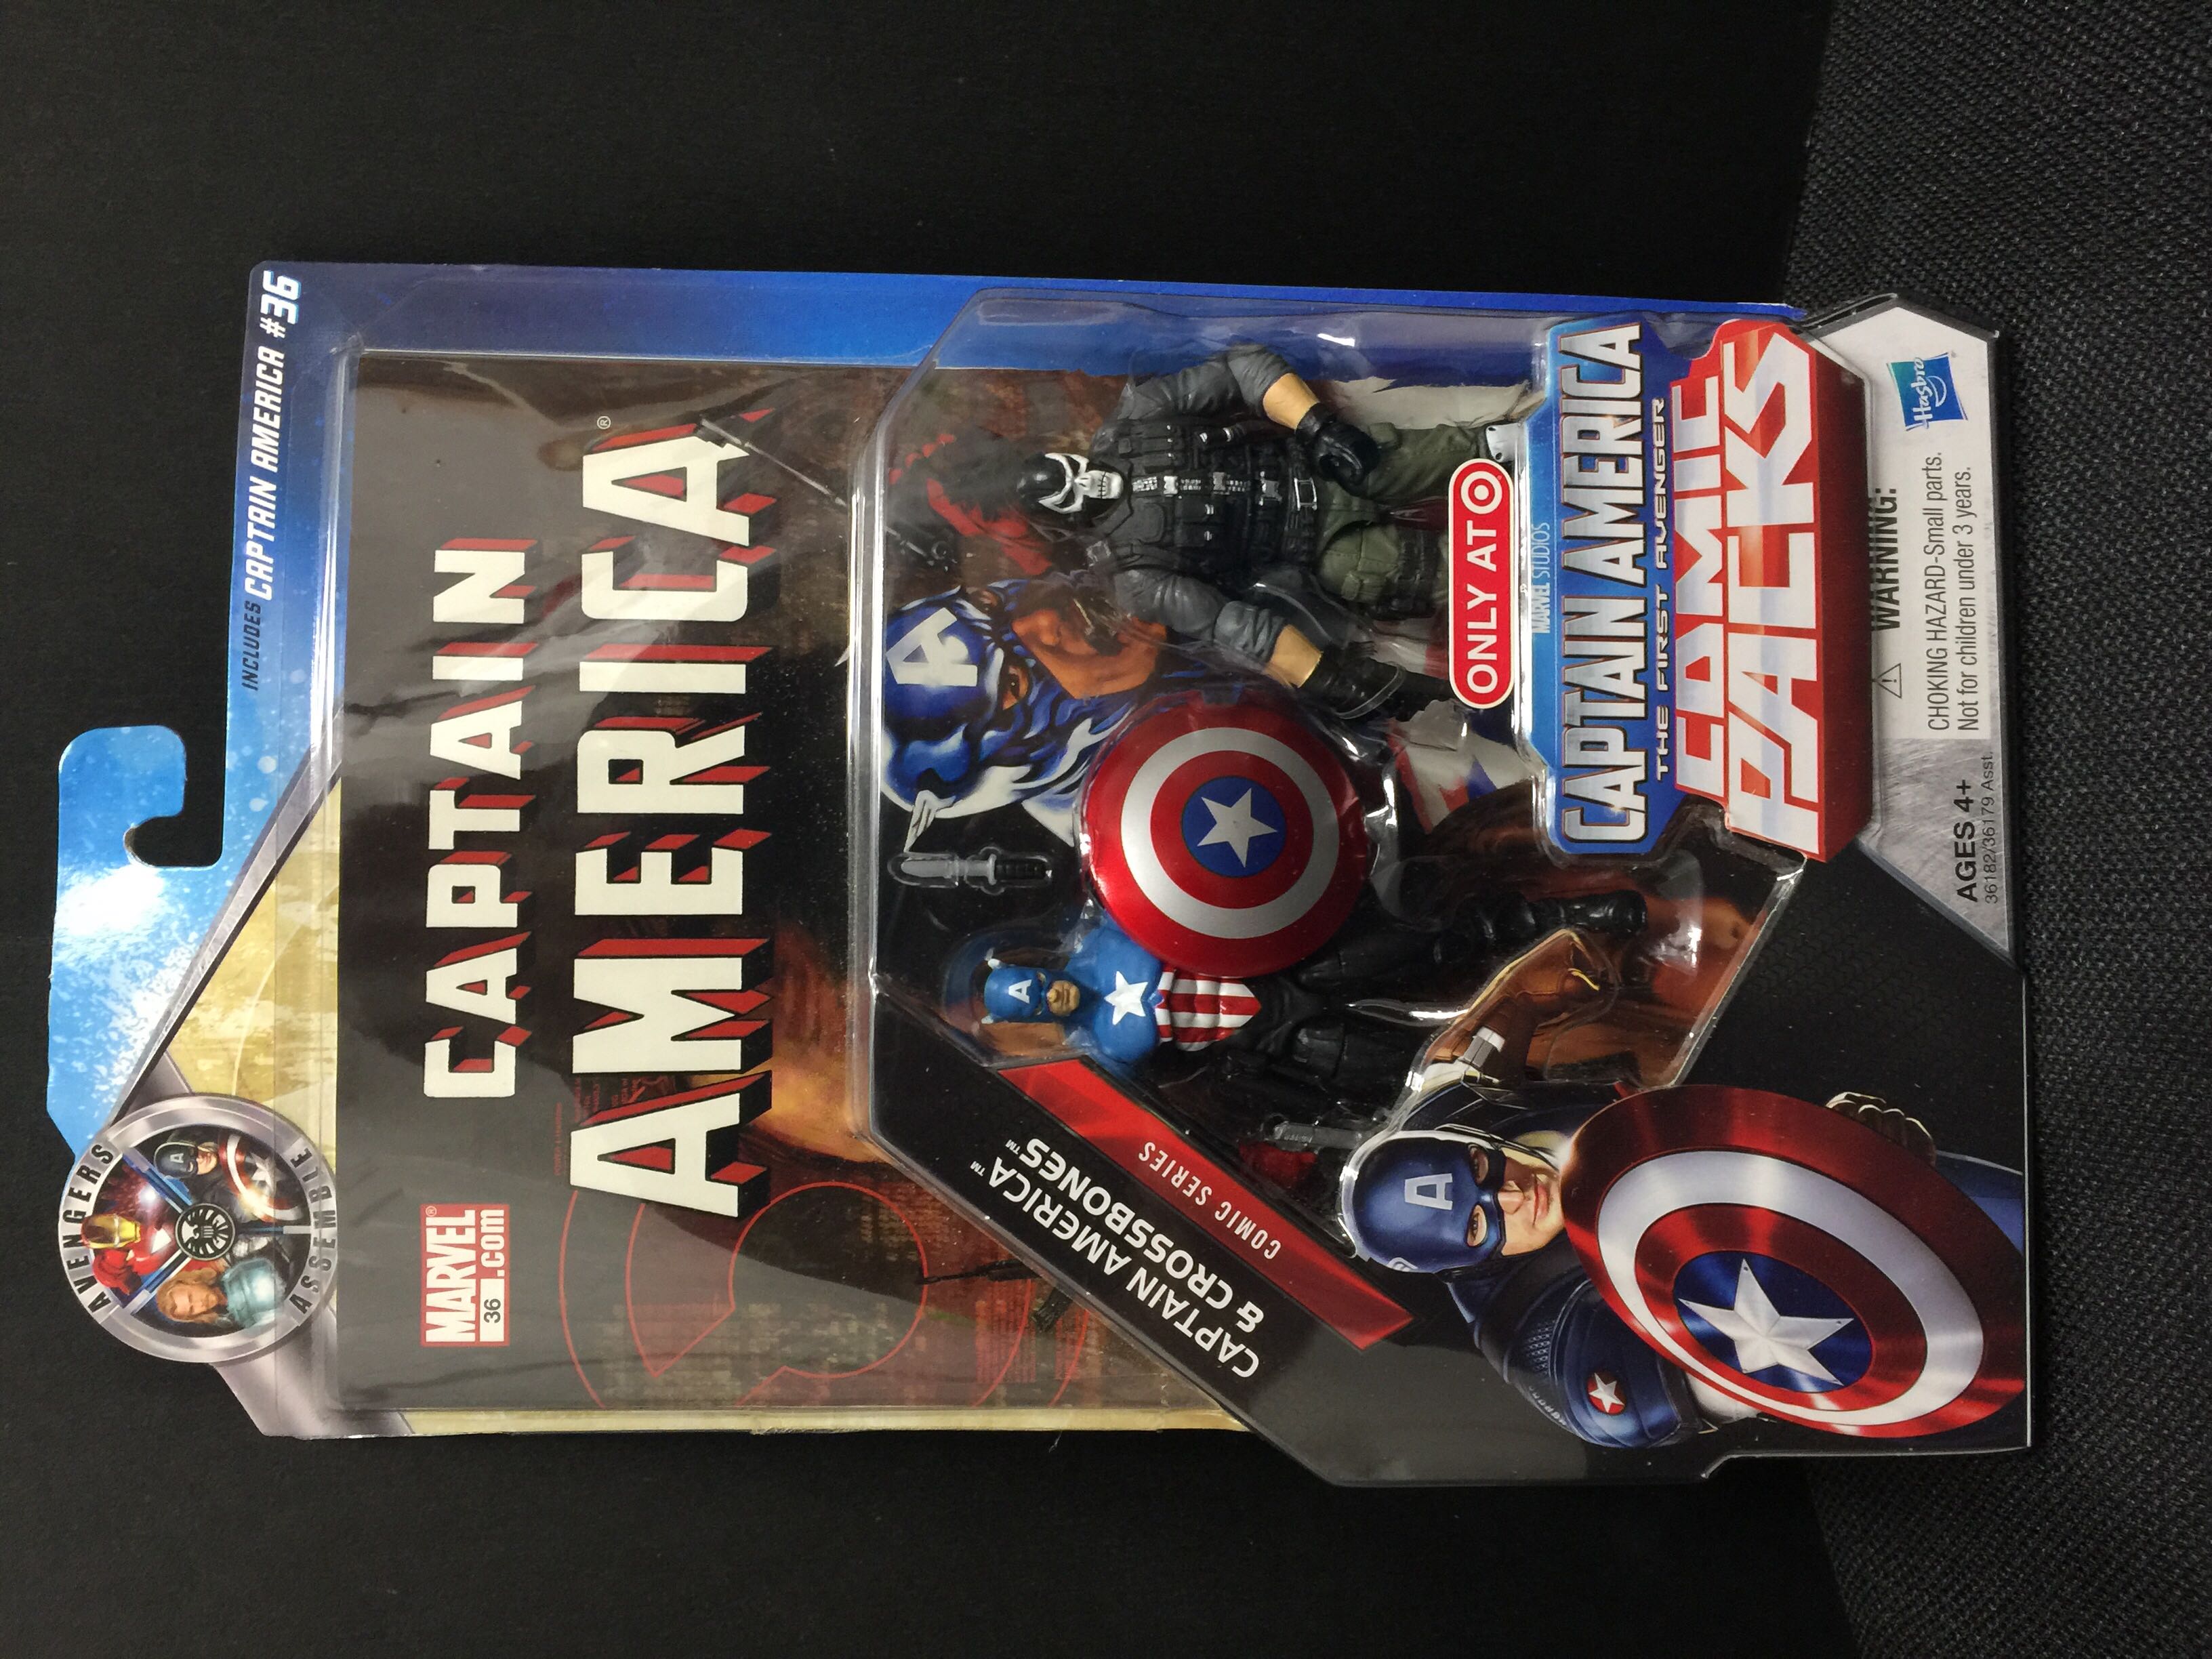 INCLUDES CAPTAIN AMERICA #36
AVENGERS
ASSEMBLE
MARVEL®
36 .COM
CAPTAIN
AMERICA®
CAPTAIN AMERICA™
& CROSSBONES™
COMIC SERIES
A
A
A
ONLY AT
MARVEL STUDIOS
CAPTAIN AMERICA
THE FIRST AVENGER
COMIC
PACKS
Hasbro
WARNING:
CHOKING HAZARD-Small parts.
Not for children under 3 years.
AGES 4+
36182/36179 Asst.